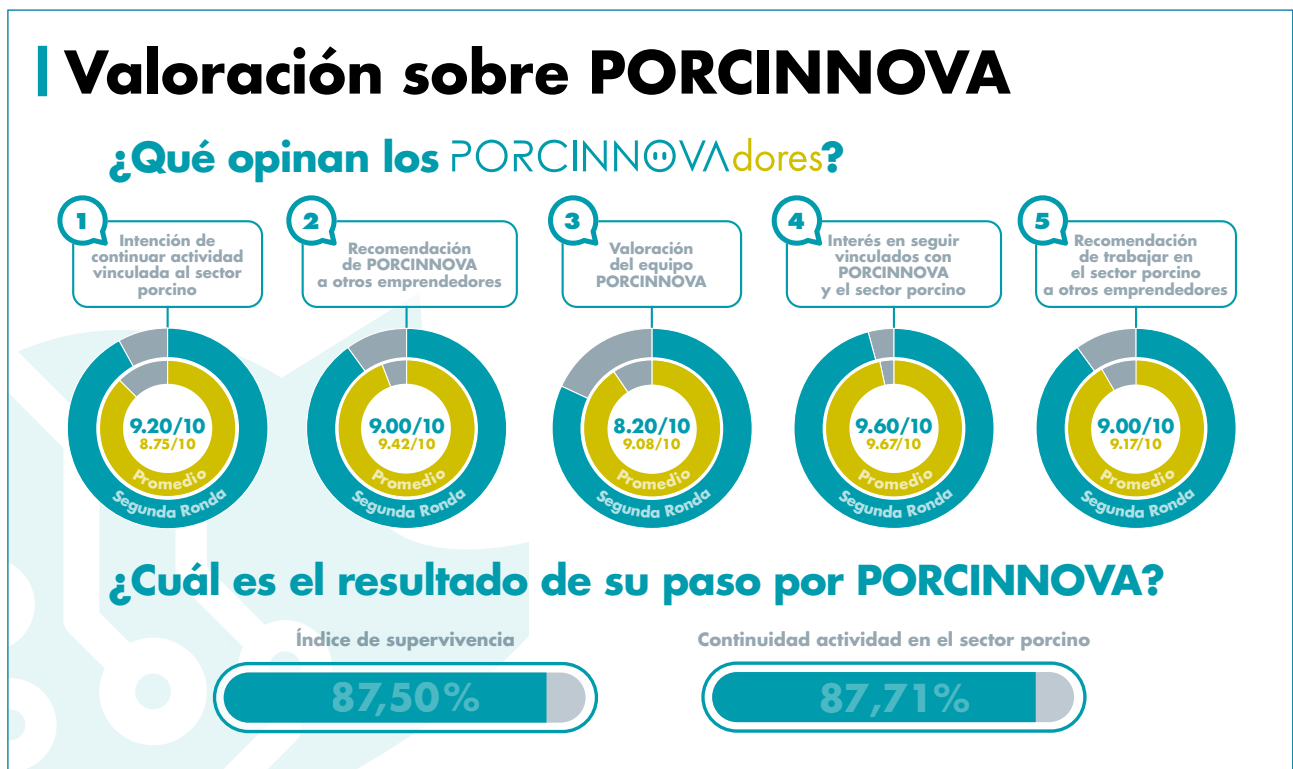 Valoración sobre PORCINNOVA
¿Qué opinan los PORCINNOVAdores?
1
Intención de
continuar actividad
vinculada al sector
porcino
9.20/10
8.75/10
Promedio
Segunda Ronda
2
Recomendación
de PORCINNOVA
a otros emprendedores
9.00/10
9.42/10
Promedio
Segunda Ronda
3
Valoración
del equipo
PORCINNOVA
8.20/10
9.08/10
Promedio
Segunda Ronda
4
Interés en seguir
vinculados con
PORCINNOVA
y el sector porcino
9.60/10
9.67/10
Promedio
Segunda Ronda
5
Recomendación
de trabajar en
el sector porcino
a otros emprendedores
9.00/10
9.17/10
Promedio
Segunda Ronda
¿Cuál es el resultado de su paso por PORCINNOVA?
Índice de supervivencia
87,50%
Continuidad actividad en el sector porcino
87,71%